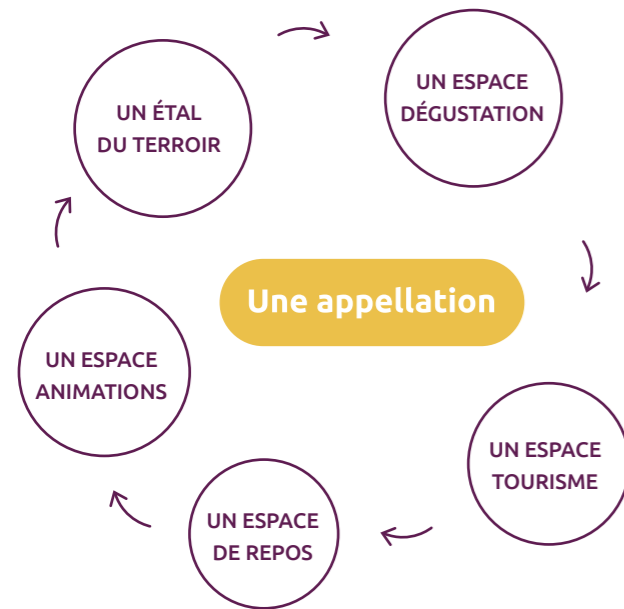 UN ÉTAL
DU TERROIR
UN ESPACE
DÉGUSTATION
Une appellation
UN ESPACE
TOURISME
UN ESPACE
DE REPOS
UN ESPACE
ANIMATIONS